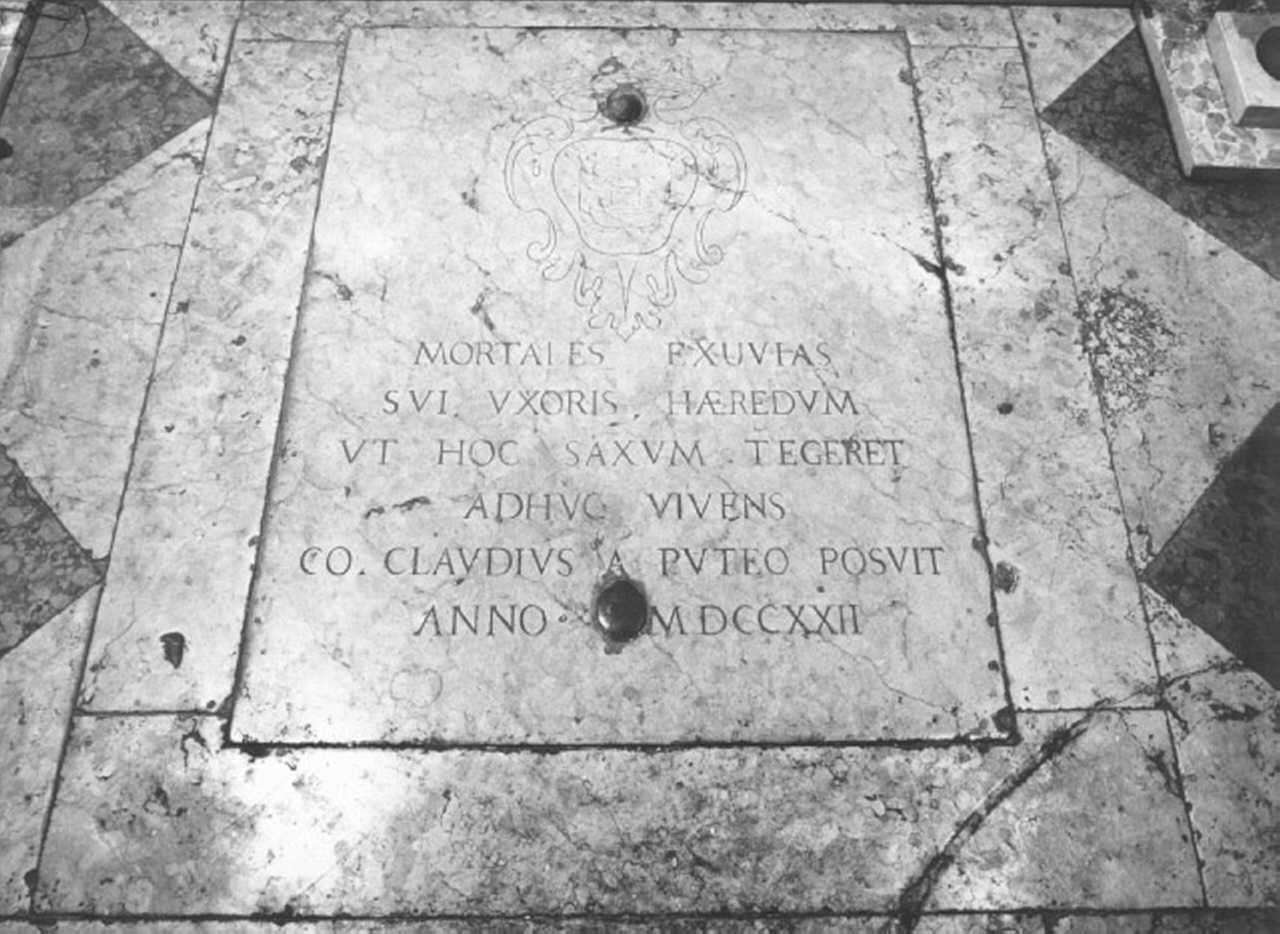 MORTALES EXUVIAS
SVI, VXORIS, HÆREDVM
VT HOC SAXVM TEGERET
ADHVC VIVENS
CO. CLAVDIVS A PVTEO POSVIT
ANNO MDCCXXII